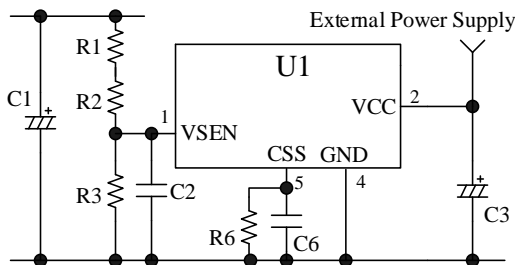 External Power Supply
R1
U1
C1
+
R2
1
VSEN
VCC
2
+
CSS
GND
R3
C2
5
4
R6
C6
C3